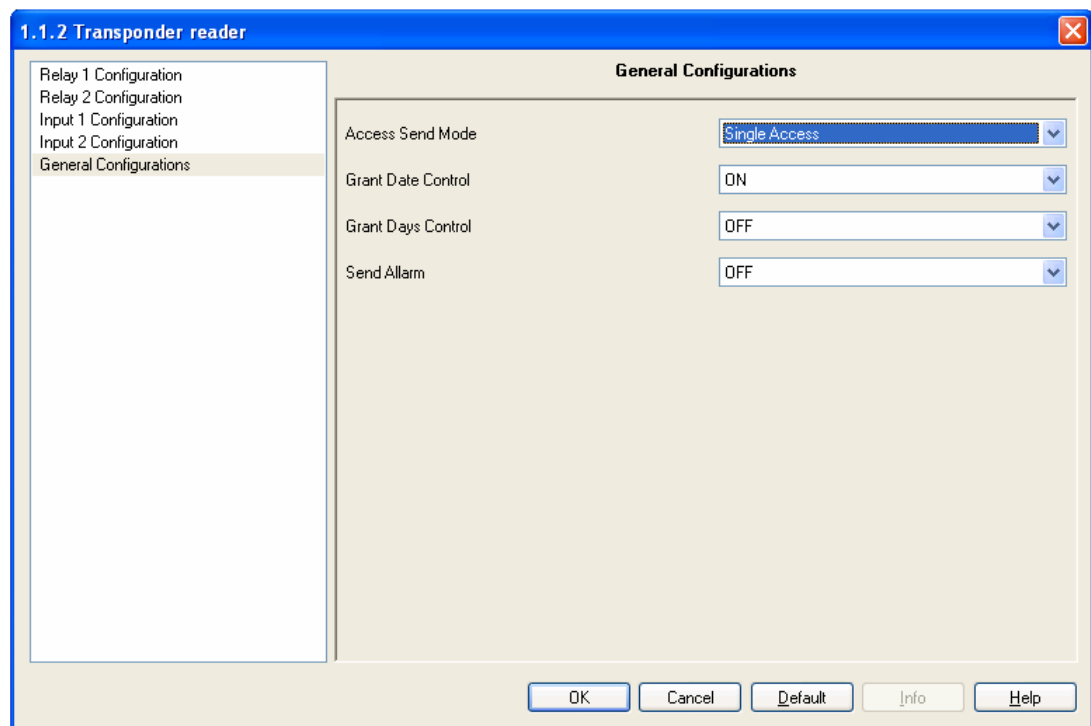 1.1.2 Transponder reader
Relay 1 Configuration
Relay 2 Configuration
Input 1 Configuration
Input 2 Configuration
General Configurations
General Configurations
Access Send Mode Single Access
Grant Date Control ON
Grant Days Control OFF
Send Allarm OFF
OK Cancel Default Info Help